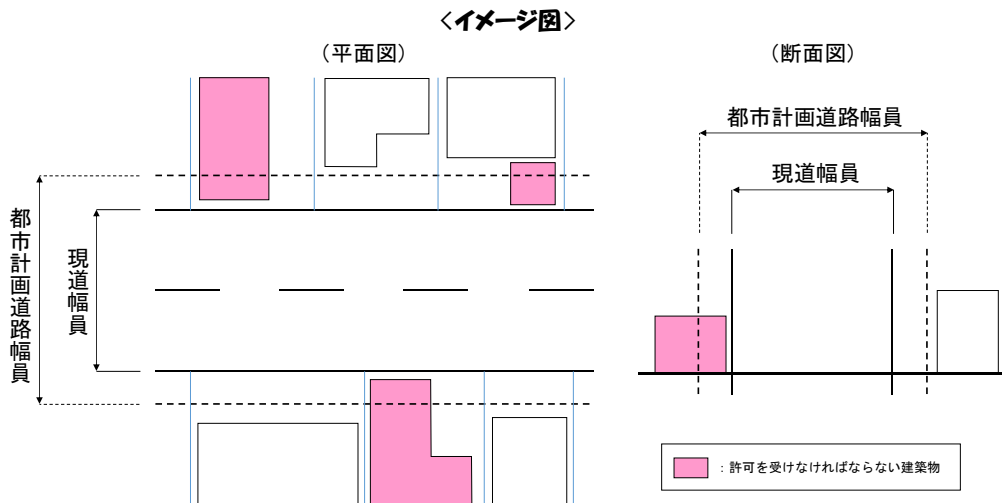 <イメージ図>
（平面図）
（断面図）
都市計画道路幅員
現道幅員
都市計画道路幅員
現道幅員
：許可を受けなければならない建築物